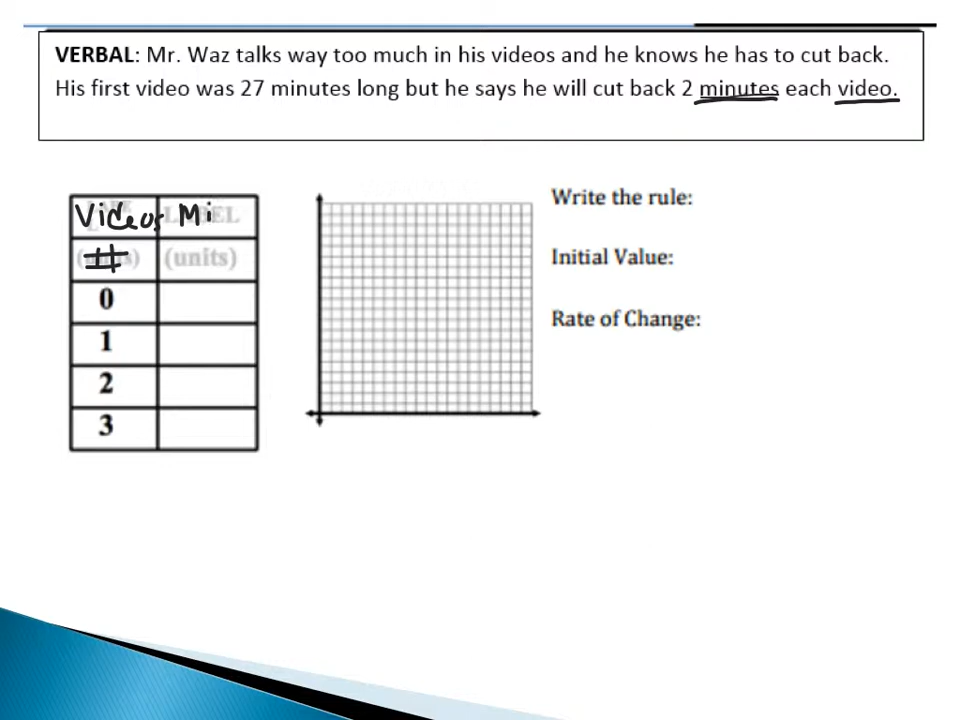 VERBAL: Mr. Waz talks way too much in his videos and he knows he has to cut back.
His first video was 27 minutes long but he says he will cut back 2 minutes each video.
Videos Mi
# (units)
0
1
2
3
Write the rule:
Initial Value:
Rate of Change: